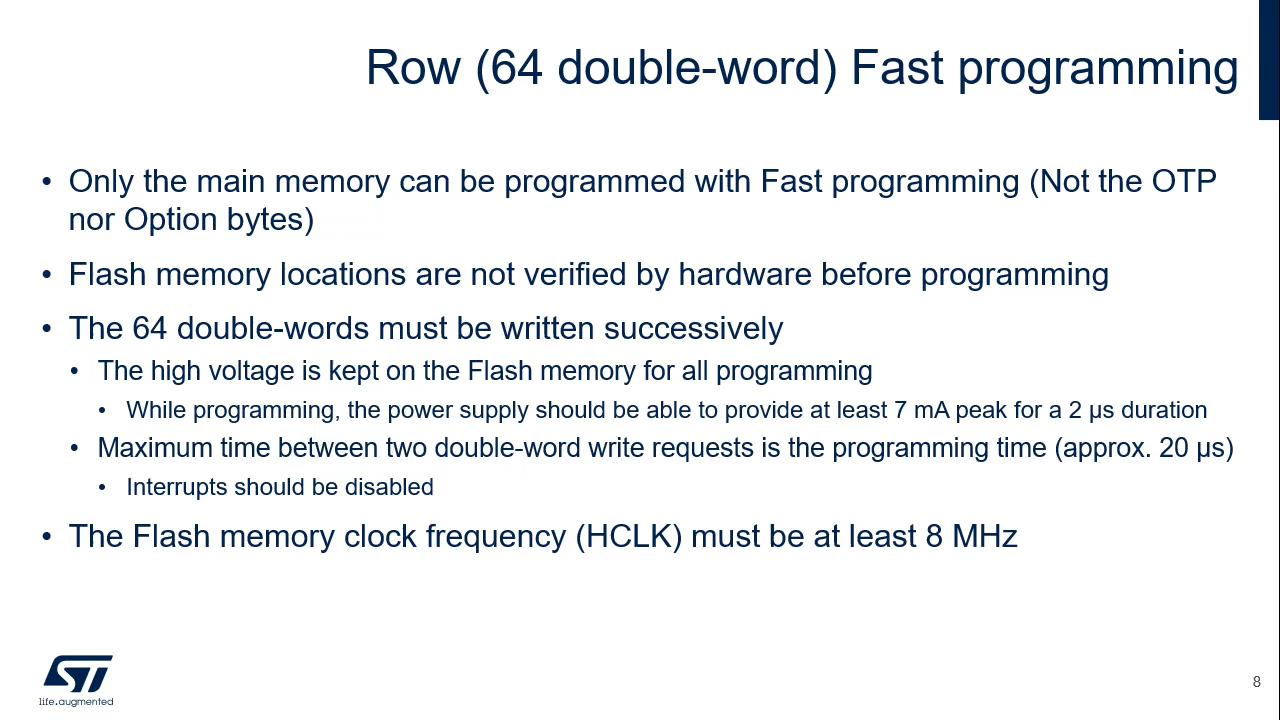 Row (64 double-word) Fast programming
• Only the main memory can be programmed with Fast programming (Not the OTP
nor Option bytes)
• Flash memory locations are not verified by hardware before programming
• The 64 double-words must be written successively
• The high voltage is kept on the Flash memory for all programming
• While programming, the power supply should be able to provide at least 7 mA peak for a 2 µs duration
• Maximum time between two double-word write requests is the programming time (approx. 20 µs)
• Interrupts should be disabled
• The Flash memory clock frequency (HCLK) must be at least 8 MHz
ST
life.augmented
8